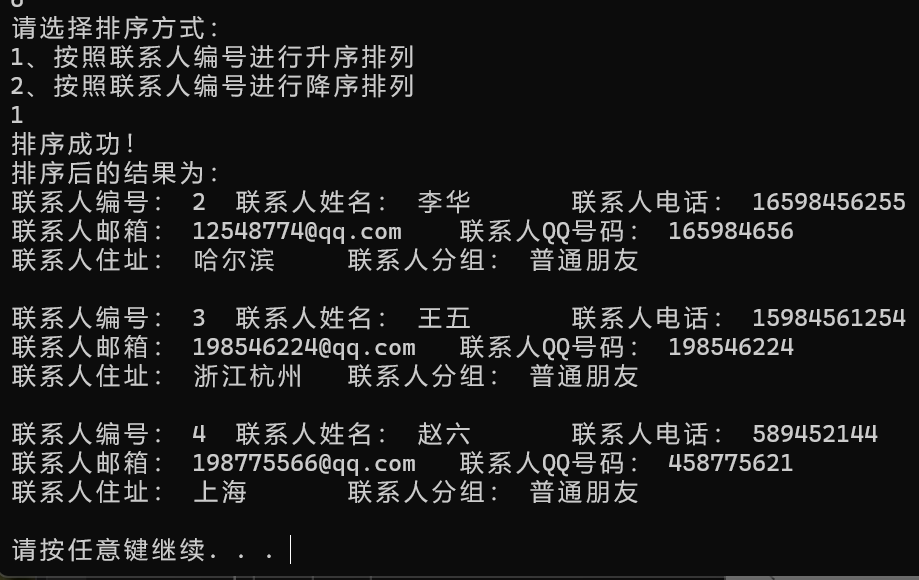 请选择排序方式：
1、按照联系人编号进行升序排列
2、按照联系人编号进行降序排列
1
排序成功！
排序后的结果为：
联系人编号： 2 联系人姓名： 李华 联系人电话： 16598456255
联系人邮箱： 12548774@qq.com 联系人QQ号码： 165984656
联系人住址： 哈尔滨 联系人分组： 普通朋友
联系人编号： 3 联系人姓名： 王五 联系人电话： 15984561254
联系人邮箱： 198546224@qq.com 联系人QQ号码： 198546224
联系人住址： 浙江杭州 联系人分组： 普通朋友
联系人编号： 4 联系人姓名： 赵六 联系人电话： 589452144
联系人邮箱： 198775566@qq.com 联系人QQ号码： 458775621
联系人住址： 上海 联系人分组： 普通朋友
请按任意键继续. . .